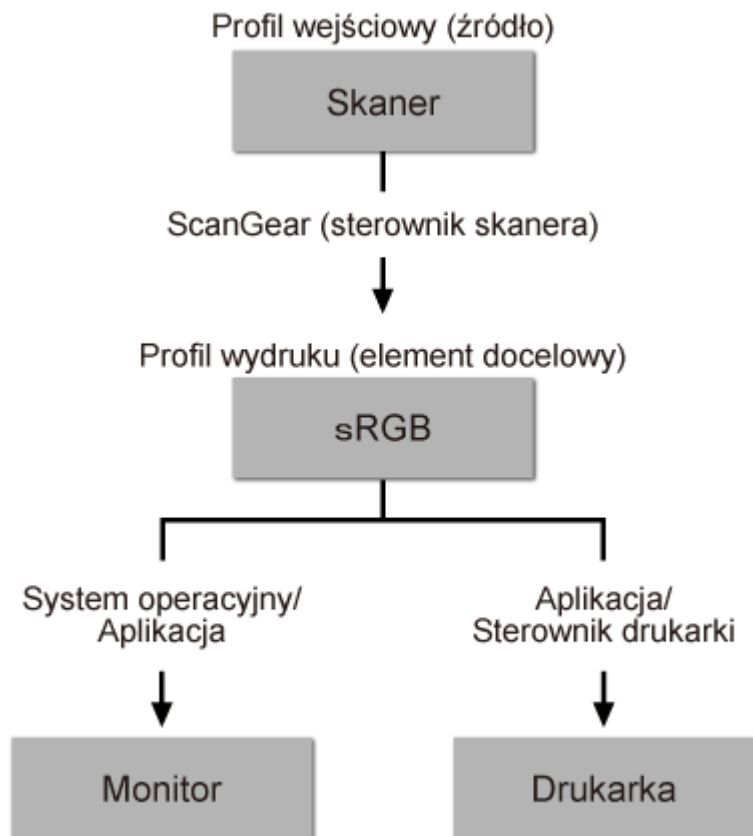 Profil wejściowy (źródło)
Skaner
ScanGear (sterownik skanera)
Profil wydruku (element docelowy)
sRGB
System operacyjny/
Aplikacja
Aplikacja/
Sterownik drukarki
Monitor
Drukarka